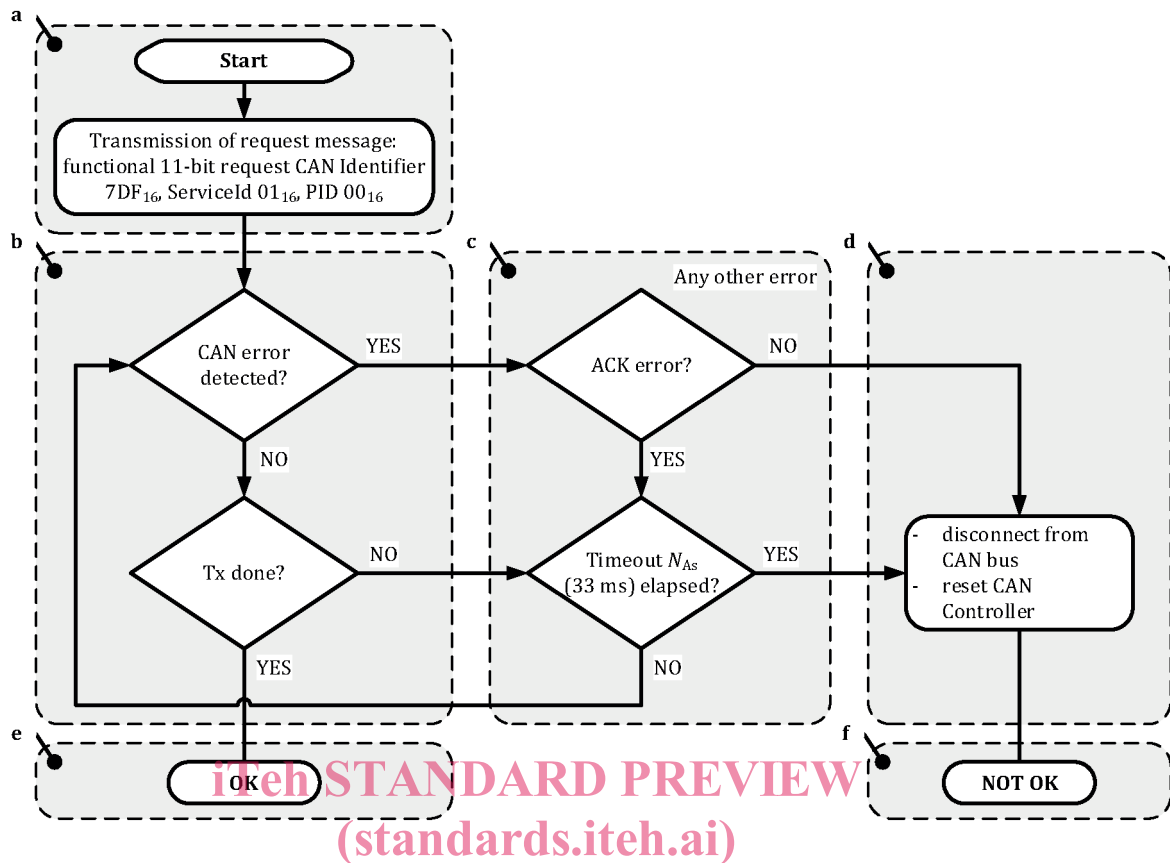 a
Start
Transmission of request message:
functional 11-bit request CAN Identifier
7DF₁₆, ServiceId 01₁₆, PID 00₁₆
b
c
d
Any other error
CAN error
detected?
YES
ACK error?
NO
NO
YES
Tx done?
NO
Timeout N_As
(33 ms) elapsed?
YES
- disconnect from
CAN bus
- reset CAN
Controller
YES
NO
e
f
OK
NOT OK
iTeh STANDARD PREVIEW
(standards.iteh.ai)